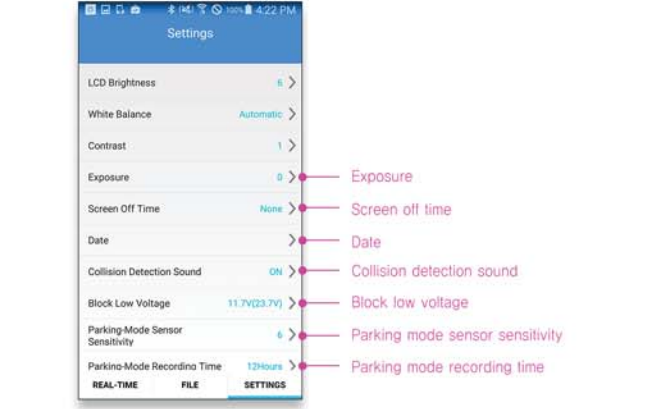 100% 4:22 PM
Settings
LCD Brightness 6
White Balance Automatic
Contrast 1
Exposure 0 Exposure
Screen Off Time None Screen off time
Date Date
Collision Detection Sound ON Collision detection sound
Block Low Voltage 11.7V(23.7V) Block low voltage
Parking-Mode Sensor
Sensitivity 6 Parking mode sensor sensitivity
Parking-Mode Recording Time 12Hours Parking mode recording time
REAL-TIME FILE SETTINGS